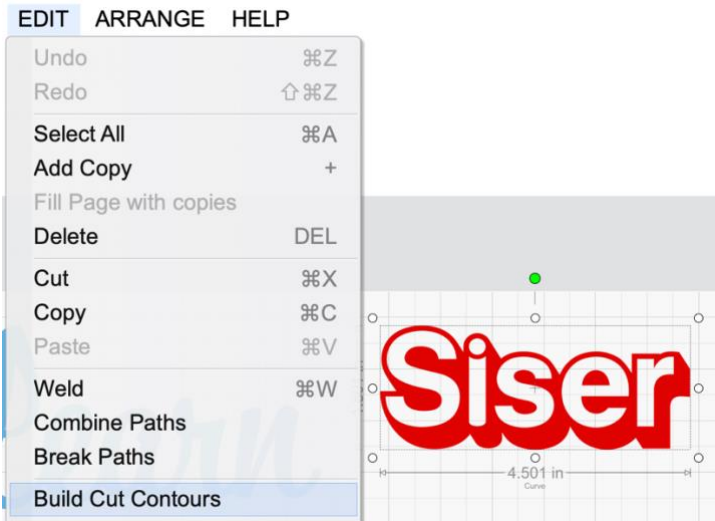 EDIT ARRANGE HELP
Undo ⌘Z
Redo ⇧⌘Z
Select All ⌘A
Add Copy +
Fill Page with copies
Delete DEL
Cut ⌘X
Copy ⌘C
Paste ⌘V
Weld ⌘W
Combine Paths
Break Paths
Build Cut Contours
Siser
4.501 in
Curve